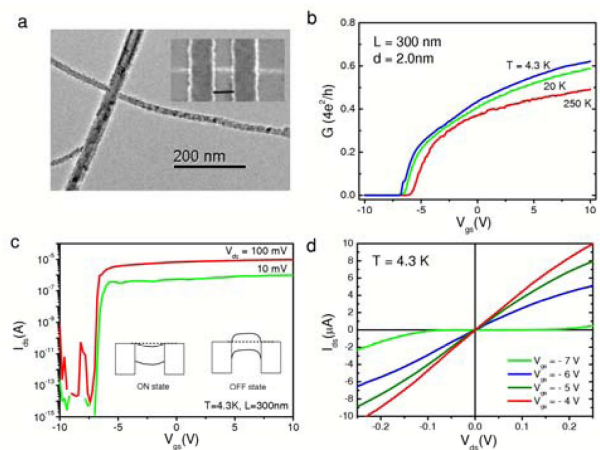 a
200 nm
b
L = 300 nm
d = 2.0nm
T = 4.3 K
20 K
250 K
G (4e²/h)
0.8
0.6
0.4
0.2
0.0
-10 -5 0 5 10
V_gs(V)
c
V_ds = 100 mV
10 mV
I_ds(A)
10⁻⁵
10⁻⁷
10⁻⁹
10⁻¹¹
10⁻¹³
10⁻¹⁵
ON state
OFF state
T=4.3K, L=300nm
-10 -5 0 5 10
V_gs(V)
d
T = 4.3 K
I_ds(μA)
10
8
6
4
2
0
-2
-4
-6
-8
-10
V_gs = - 7 V
V_gs = - 6 V
V_gs = - 5 V
V_gs = - 4 V
-0.2 -0.1 0.0 0.1 0.2
V_ds(V)